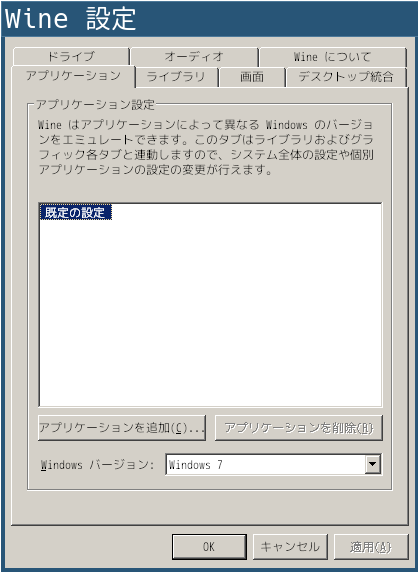 Wine 設定
ドライブ
オーディオ
Wine について
アプリケーション
ライブラリ
画面
デスクトップ統合
アプリケーション設定
Wine はアプリケーションによって異なる Windows のバージョ
ンをエミュレートできます。このタブはライブラリおよびグラ
フィック各タブと連動しますので、システム全体の設定や個別
アプリケーションの設定の変更が行えます。
既定の設定
アプリケーションを追加(C)...
アプリケーションを削除(R)
Windows バージョン:
Windows 7
OK
キャンセル
適用(A)